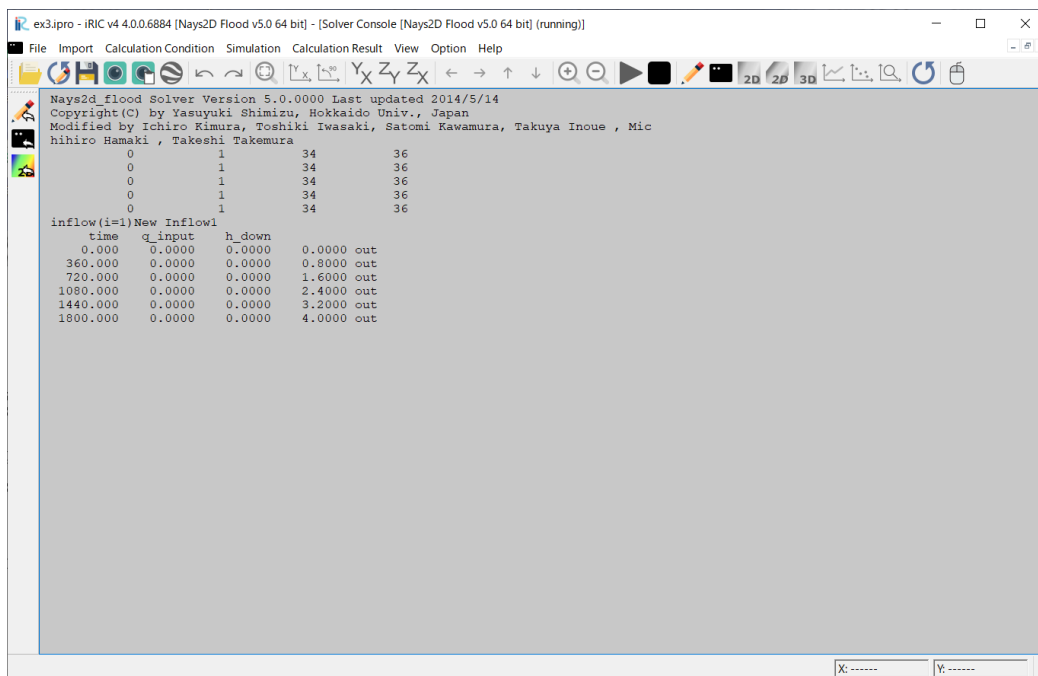 ex3.ipro - iRIC v4 4.0.0.6884 [Nays2D Flood v5.0 64 bit] - [Solver Console [Nays2D Flood v5.0 64 bit] (running)]
File Import Calculation Condition Simulation Calculation Result View Option Help
Nays2d_flood Solver Version 5.0.0000 Last updated 2014/5/14
Copyright(C) by Yasuyuki Shimizu, Hokkaido Univ., Japan
Modified by Ichiro Kimura, Toshiki Iwasaki, Satomi Kawamura, Takuya Inoue , Mic
hihiro Hamaki , Takeshi Takemura
0 1 34 36
0 1 34 36
0 1 34 36
0 1 34 36
0 1 34 36
inflow(i=1)New Inflow1
time q_input h_down
0.000 0.0000 0.0000 0.0000 out
360.000 0.0000 0.0000 0.8000 out
720.000 0.0000 0.0000 1.6000 out
1080.000 0.0000 0.0000 2.4000 out
1440.000 0.0000 0.0000 3.2000 out
1800.000 0.0000 0.0000 4.0000 out
X: ------ Y: ------